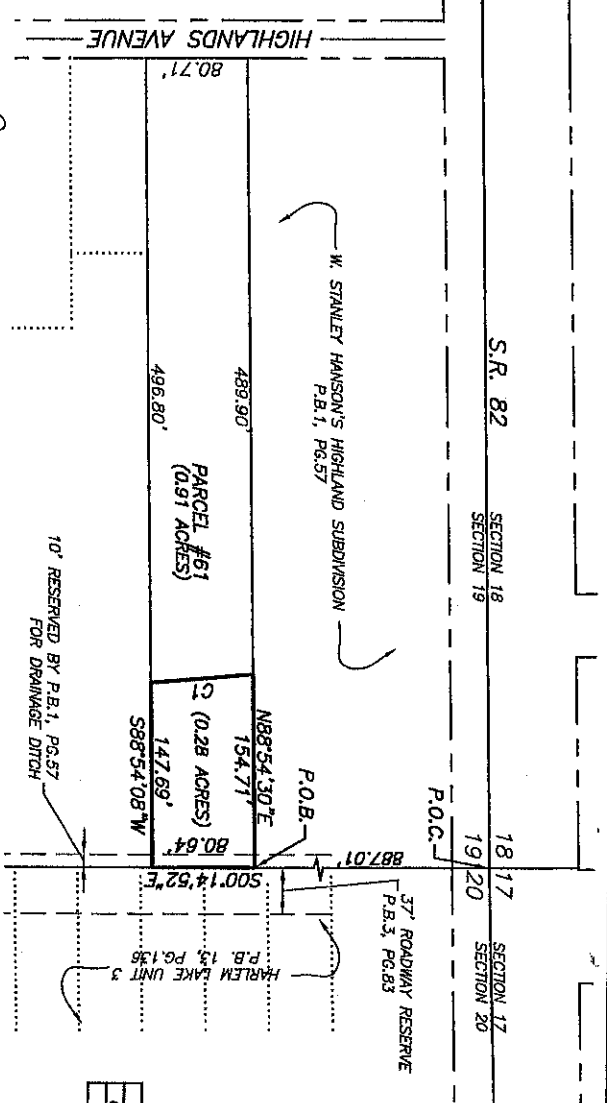 HIGHLANDS AVENUE
80.71'
W. STANLEY HANSON'S HIGHLAND SUBDIVISION
P.B.1, PG.57
S.R. 82
SECTION 18
SECTION 19
489.90'
496.80'
PARCEL #61
(0.91 ACRES)
10' RESERVED BY P.B.1, PG.57
FOR DRAINAGE DITCH
C1
(0.28 ACRES)
N88°54'30"E
154.71'
147.69'
S88°54'08"W
80.64'
S00°14'52"E
P.O.B.
887.01'
P.O.C.
18 17
19 20
SECTION 17
SECTION 20
37' ROADWAY RESERVE
P.B.3, PG.83
HARLEM LAKE UNIT 3
P.B. 13, PG.136